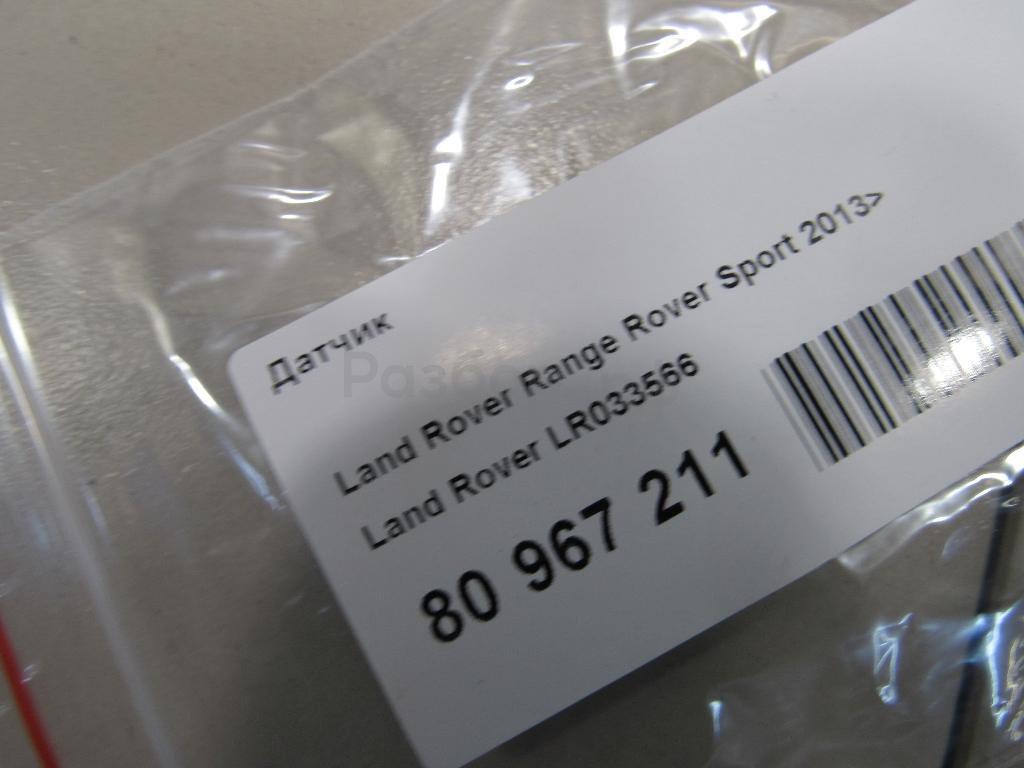 Датчик
Land Rover Range Rover Sport 2013>
Land Rover LR033566
80 967 211